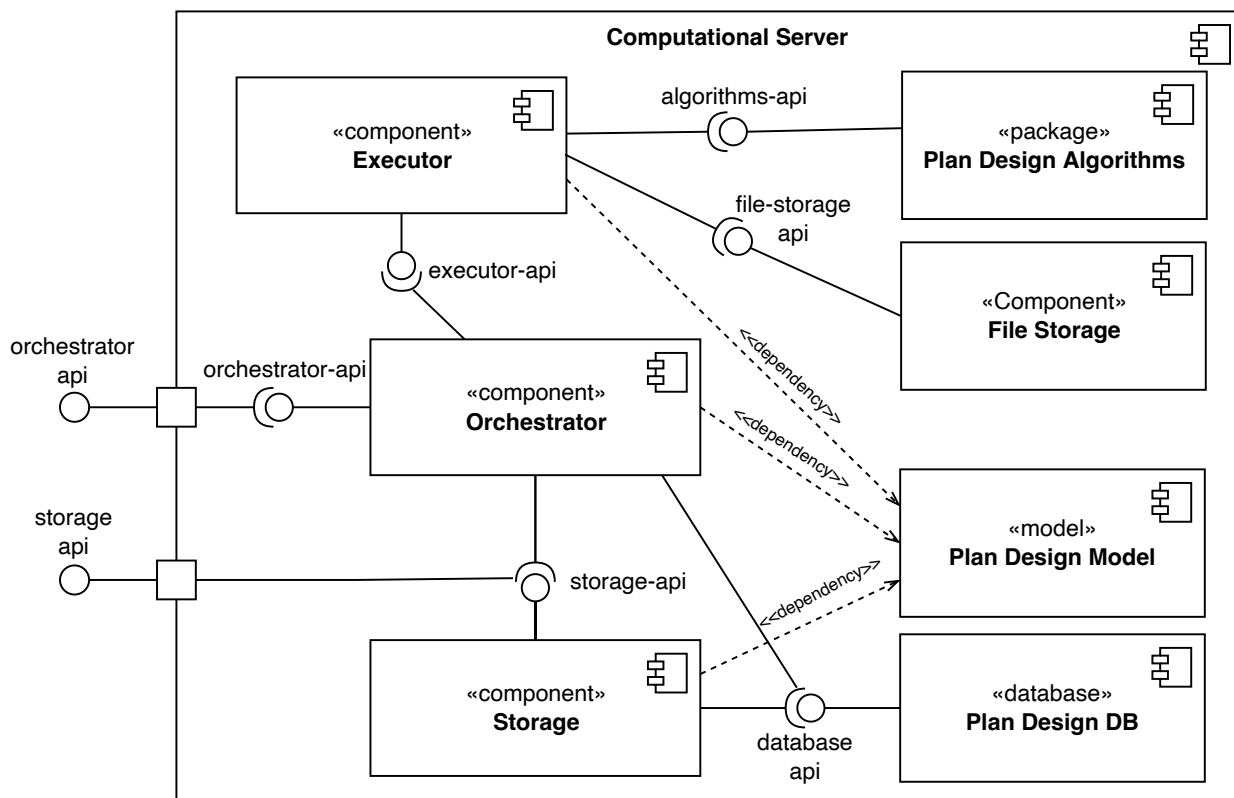 Computational Server
«component»
Executor
algorithms-api
«package»
Plan Design Algorithms
file-storage
api
executor-api
«Component»
File Storage
orchestrator
api
orchestrator-api
«component»
Orchestrator
<<dependency>>
<<dependency>>
storage
api
storage-api
«model»
Plan Design Model
<<dependency>>
«component»
Storage
database
api
«database»
Plan Design DB